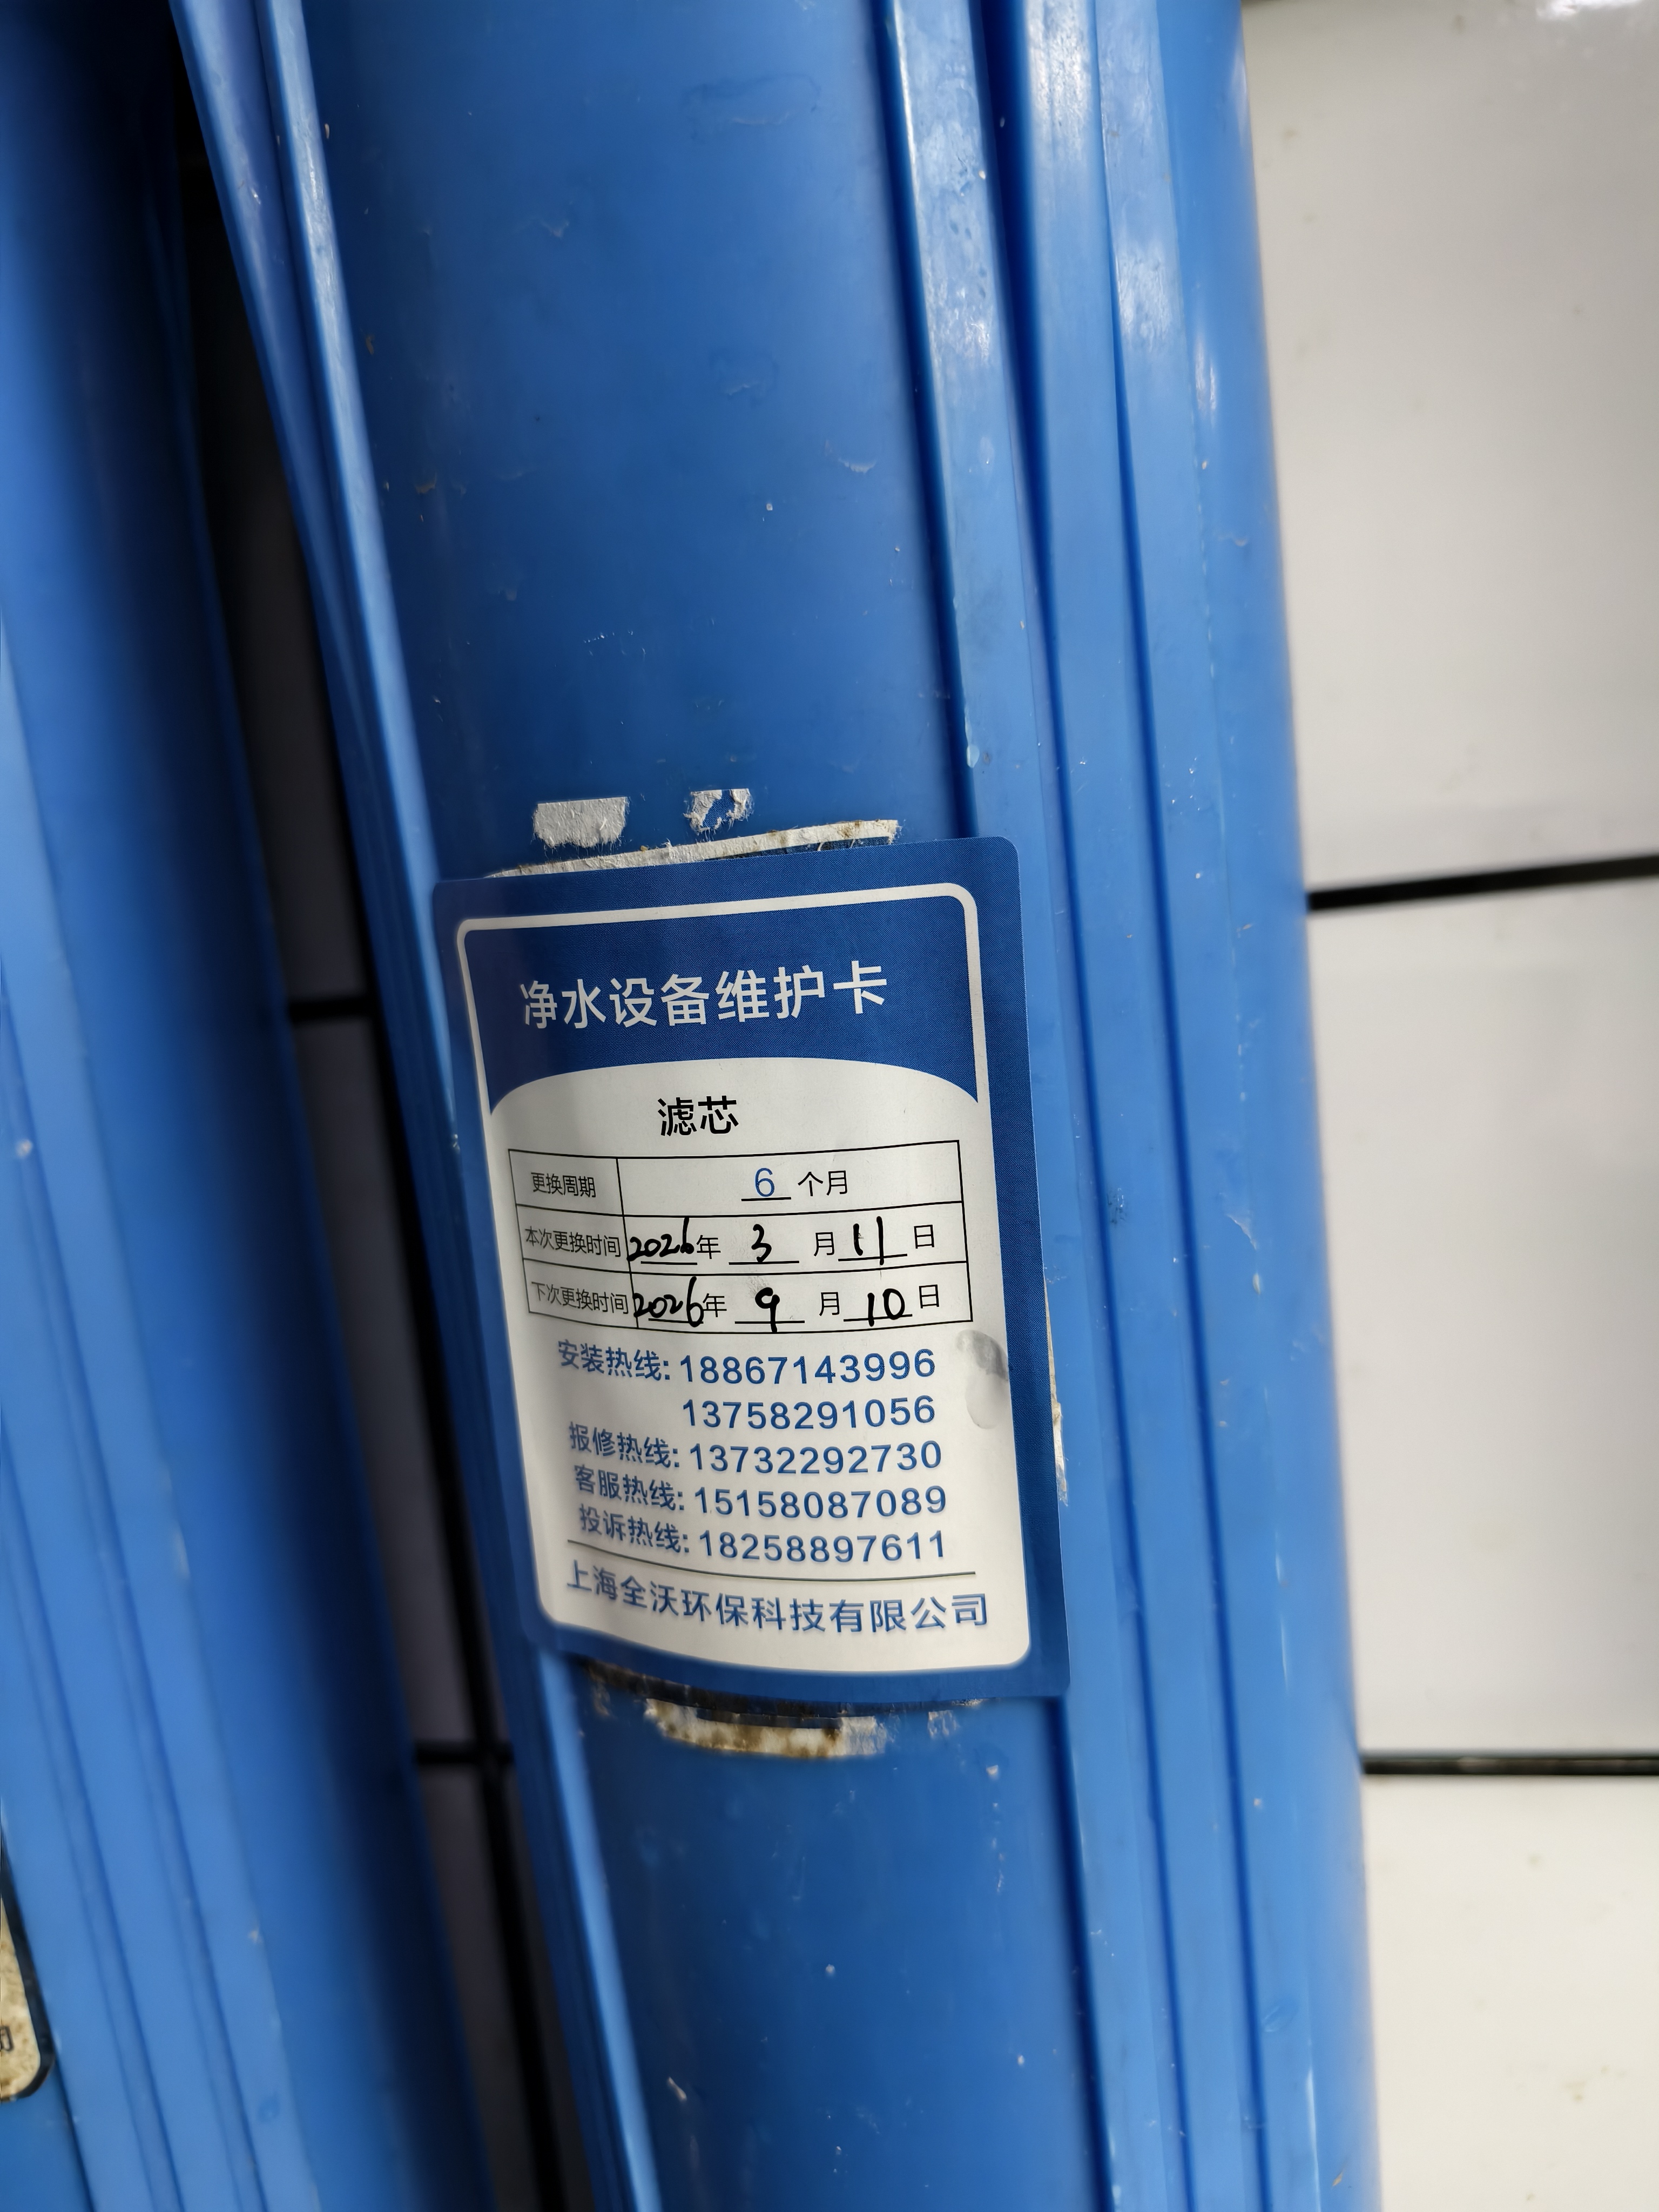 净水设备维护卡
滤芯
更换周期 6 个月
本次更换时间 2026年 3 月 11 日
下次更换时间 2026年 9 月 10 日
安装热线: 18867143996
13758291056
报修热线: 13732292730
客服热线: 15158087089
投诉热线: 18258897611
上海全沃环保科技有限公司